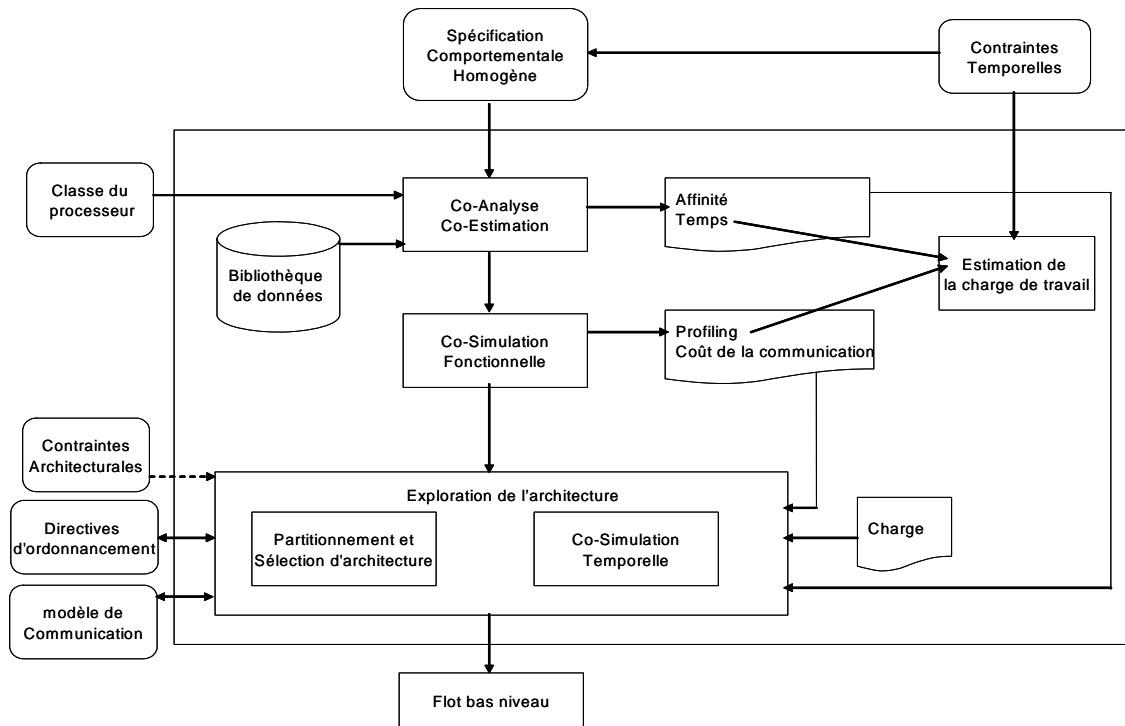 Spécification
Comportementale
Homogène
Contraintes
Temporelles
Classe du
processeur
Co-Analyse
Co-Estimation
Affinité
Temps
Bibliothèque
de données
Estimation de
la charge de travail
Co-Simulation
Fonctionnelle
Profiling
Coût de la communication
Contraintes
Architecturales
Exploration de l'architecture
Directives
d'ordonnancement
Partitionnement et
Sélection d'architecture
Co-Simulation
Temporelle
Charge
modèle de
Communication
Flot bas niveau